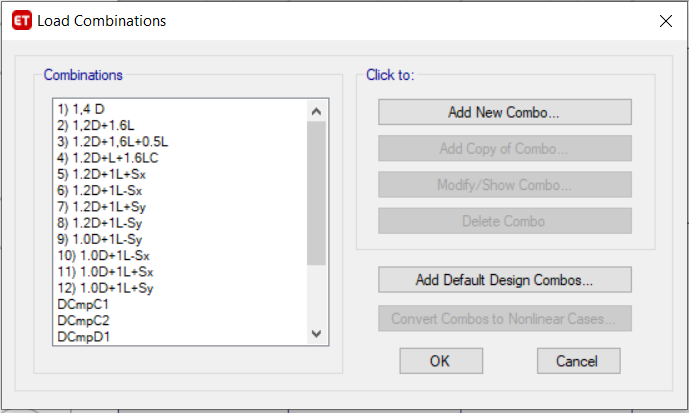 ET Load Combinations
Combinations
1) 1,4 D
2) 1,2D+1.6L
3) 1.2D+1,6L+0.5L
4) 1.2D+L+1.6LC
5) 1.2D+1L+Sx
6) 1.2D+1L-Sx
7) 1.2D+1L+Sy
8) 1.2D+1L-Sy
9) 1.0D+1L-Sy
10) 1.0D+1L-Sx
11) 1.0D+1L+Sx
12) 1.0D+1L+Sy
DCmpC1
DCmpC2
DCmpD1
Click to:
Add New Combo...
Add Copy of Combo...
Modify/Show Combo...
Delete Combo
Add Default Design Combos...
Convert Combos to Nonlinear Cases...
OK
Cancel